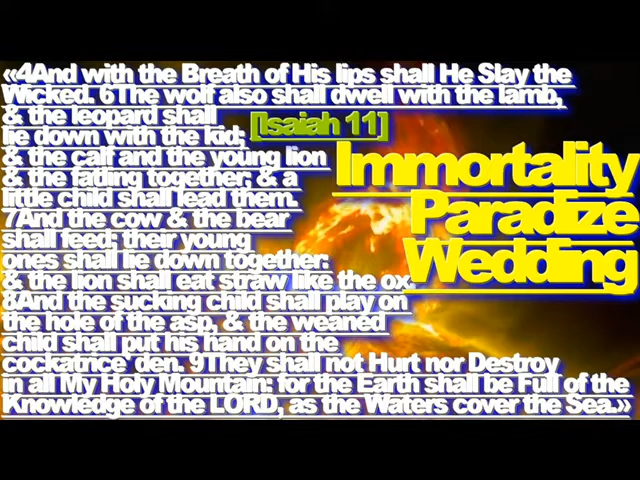 «4And with the Breath of His lips shall He Slay the
Wicked. 6The wolf also shall dwell with the lamb,
& the leopard shall
lie down with the kid;
& the calf and the young lion
& the fatling together; & a
little child shall lead them.
7And the cow & the bear
shall feed; their young
ones shall lie down together:
& the lion shall eat straw like the ox.
8And the sucking child shall play on
the hole of the asp, & the weaned
child shall put his hand on the
cockatrice' den. 9They shall not Hurt nor Destroy
in all My Holy Mountain: for the Earth shall be Full of the
Knowledge of the LORD, as the Waters cover the Sea.»
[Isaiah 11]
Immortality
Paradize
Wedding